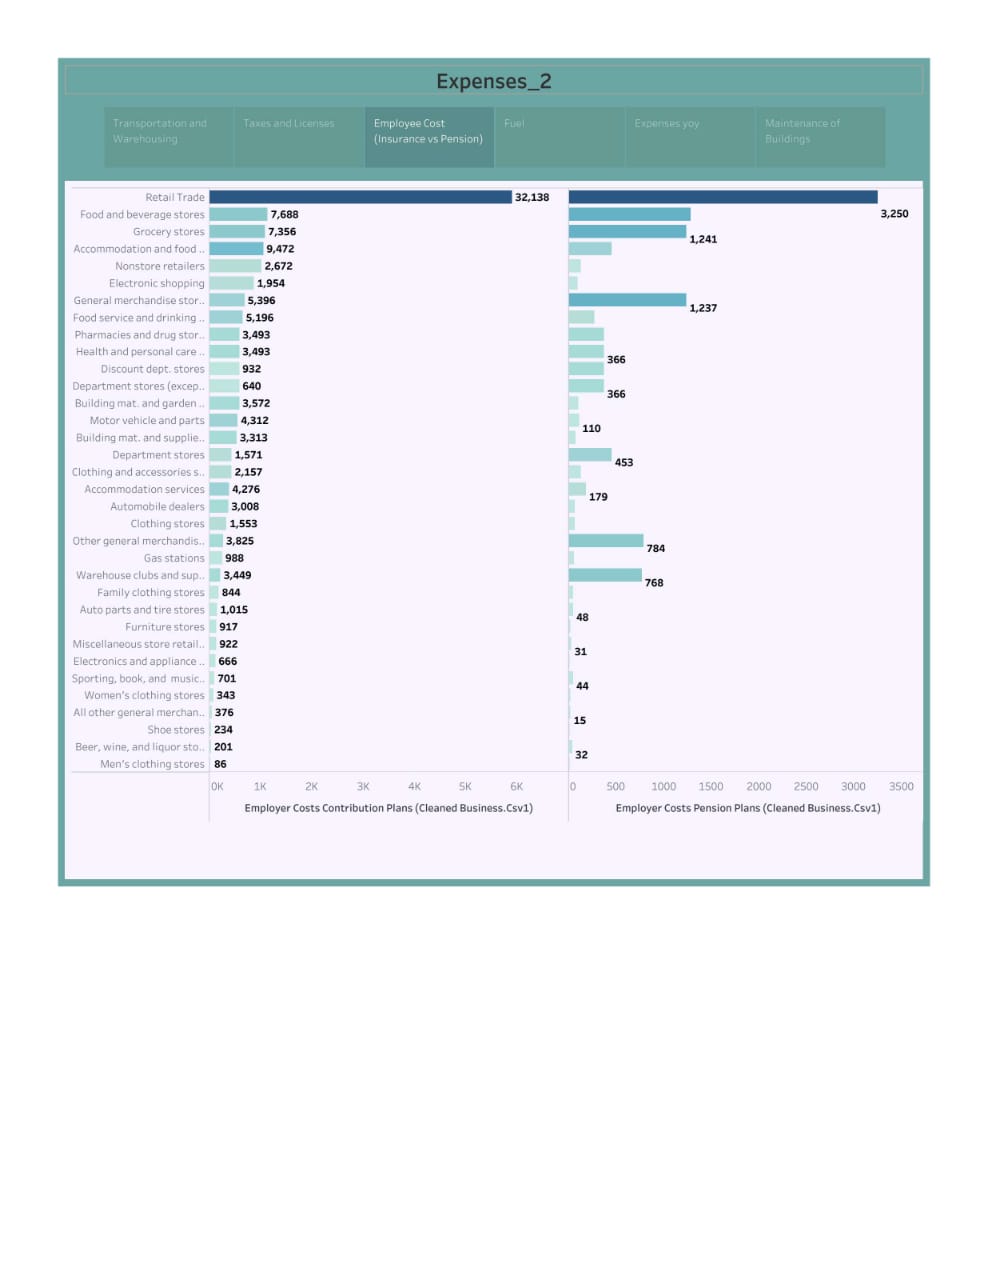 Expenses_2
Transportation and
Warehousing
Taxes and Licenses
Employee Cost
(Insurance vs Pension)
Fuel
Expenses yoy
Maintenance of
Buildings
Retail Trade 32,138
Food and beverage stores 7,688 3,250
Grocery stores 7,356 1,241
Accommodation and food .. 9,472
Nonstore retailers 2,672
Electronic shopping 1,954
General merchandise stor.. 5,396 1,237
Food service and drinking .. 5,196
Pharmacies and drug stor.. 3,493
Health and personal care .. 3,493 366
Discount dept. stores 932
Department stores (excep.. 640 366
Building mat. and garden .. 3,572
Motor vehicle and parts 4,312 110
Building mat. and supplie.. 3,313
Department stores 1,571 453
Clothing and accessories s.. 2,157
Accommodation services 4,276 179
Automobile dealers 3,008
Clothing stores 1,553
Other general merchandis.. 3,825 784
Gas stations 988
Warehouse clubs and sup.. 3,449 768
Family clothing stores 844
Auto parts and tire stores 1,015 48
Furniture stores 917
Miscellaneous store retail.. 922 31
Electronics and appliance .. 666
Sporting, book, and music.. 701 44
Women's clothing stores 343
All other general merchan.. 376 15
Shoe stores 234
Beer, wine, and liquor sto.. 201 32
Men's clothing stores 86
0K 1K 2K 3K 4K 5K 6K 0 500 1000 1500 2000 2500 3000 3500
Employer Costs Contribution Plans (Cleaned Business.Csv1) Employer Costs Pension Plans (Cleaned Business.Csv1)